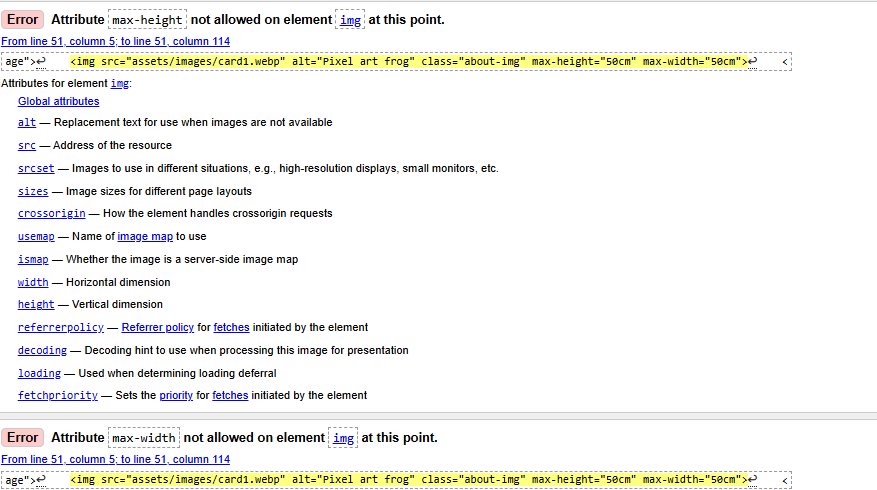 Error Attribute max-height not allowed on element img at this point.
From line 51, column 5; to line 51, column 114
age">↩ <img src="assets/images/card1.webp" alt="Pixel art frog" class="about-img" max-height="50cm" max-width="50cm">↩ <
Attributes for element img:
Global attributes
alt — Replacement text for use when images are not available
src — Address of the resource
srcset — Images to use in different situations, e.g., high-resolution displays, small monitors, etc.
sizes — Image sizes for different page layouts
crossorigin — How the element handles crossorigin requests
usemap — Name of image map to use
ismap — Whether the image is a server-side image map
width — Horizontal dimension
height — Vertical dimension
referrerpolicy — Referrer policy for fetches initiated by the element
decoding — Decoding hint to use when processing this image for presentation
loading — Used when determining loading deferral
fetchpriority — Sets the priority for fetches initiated by the element
Error Attribute max-width not allowed on element img at this point.
From line 51, column 5; to line 51, column 114
age">↩ <img src="assets/images/card1.webp" alt="Pixel art frog" class="about-img" max-height="50cm" max-width="50cm">↩ <